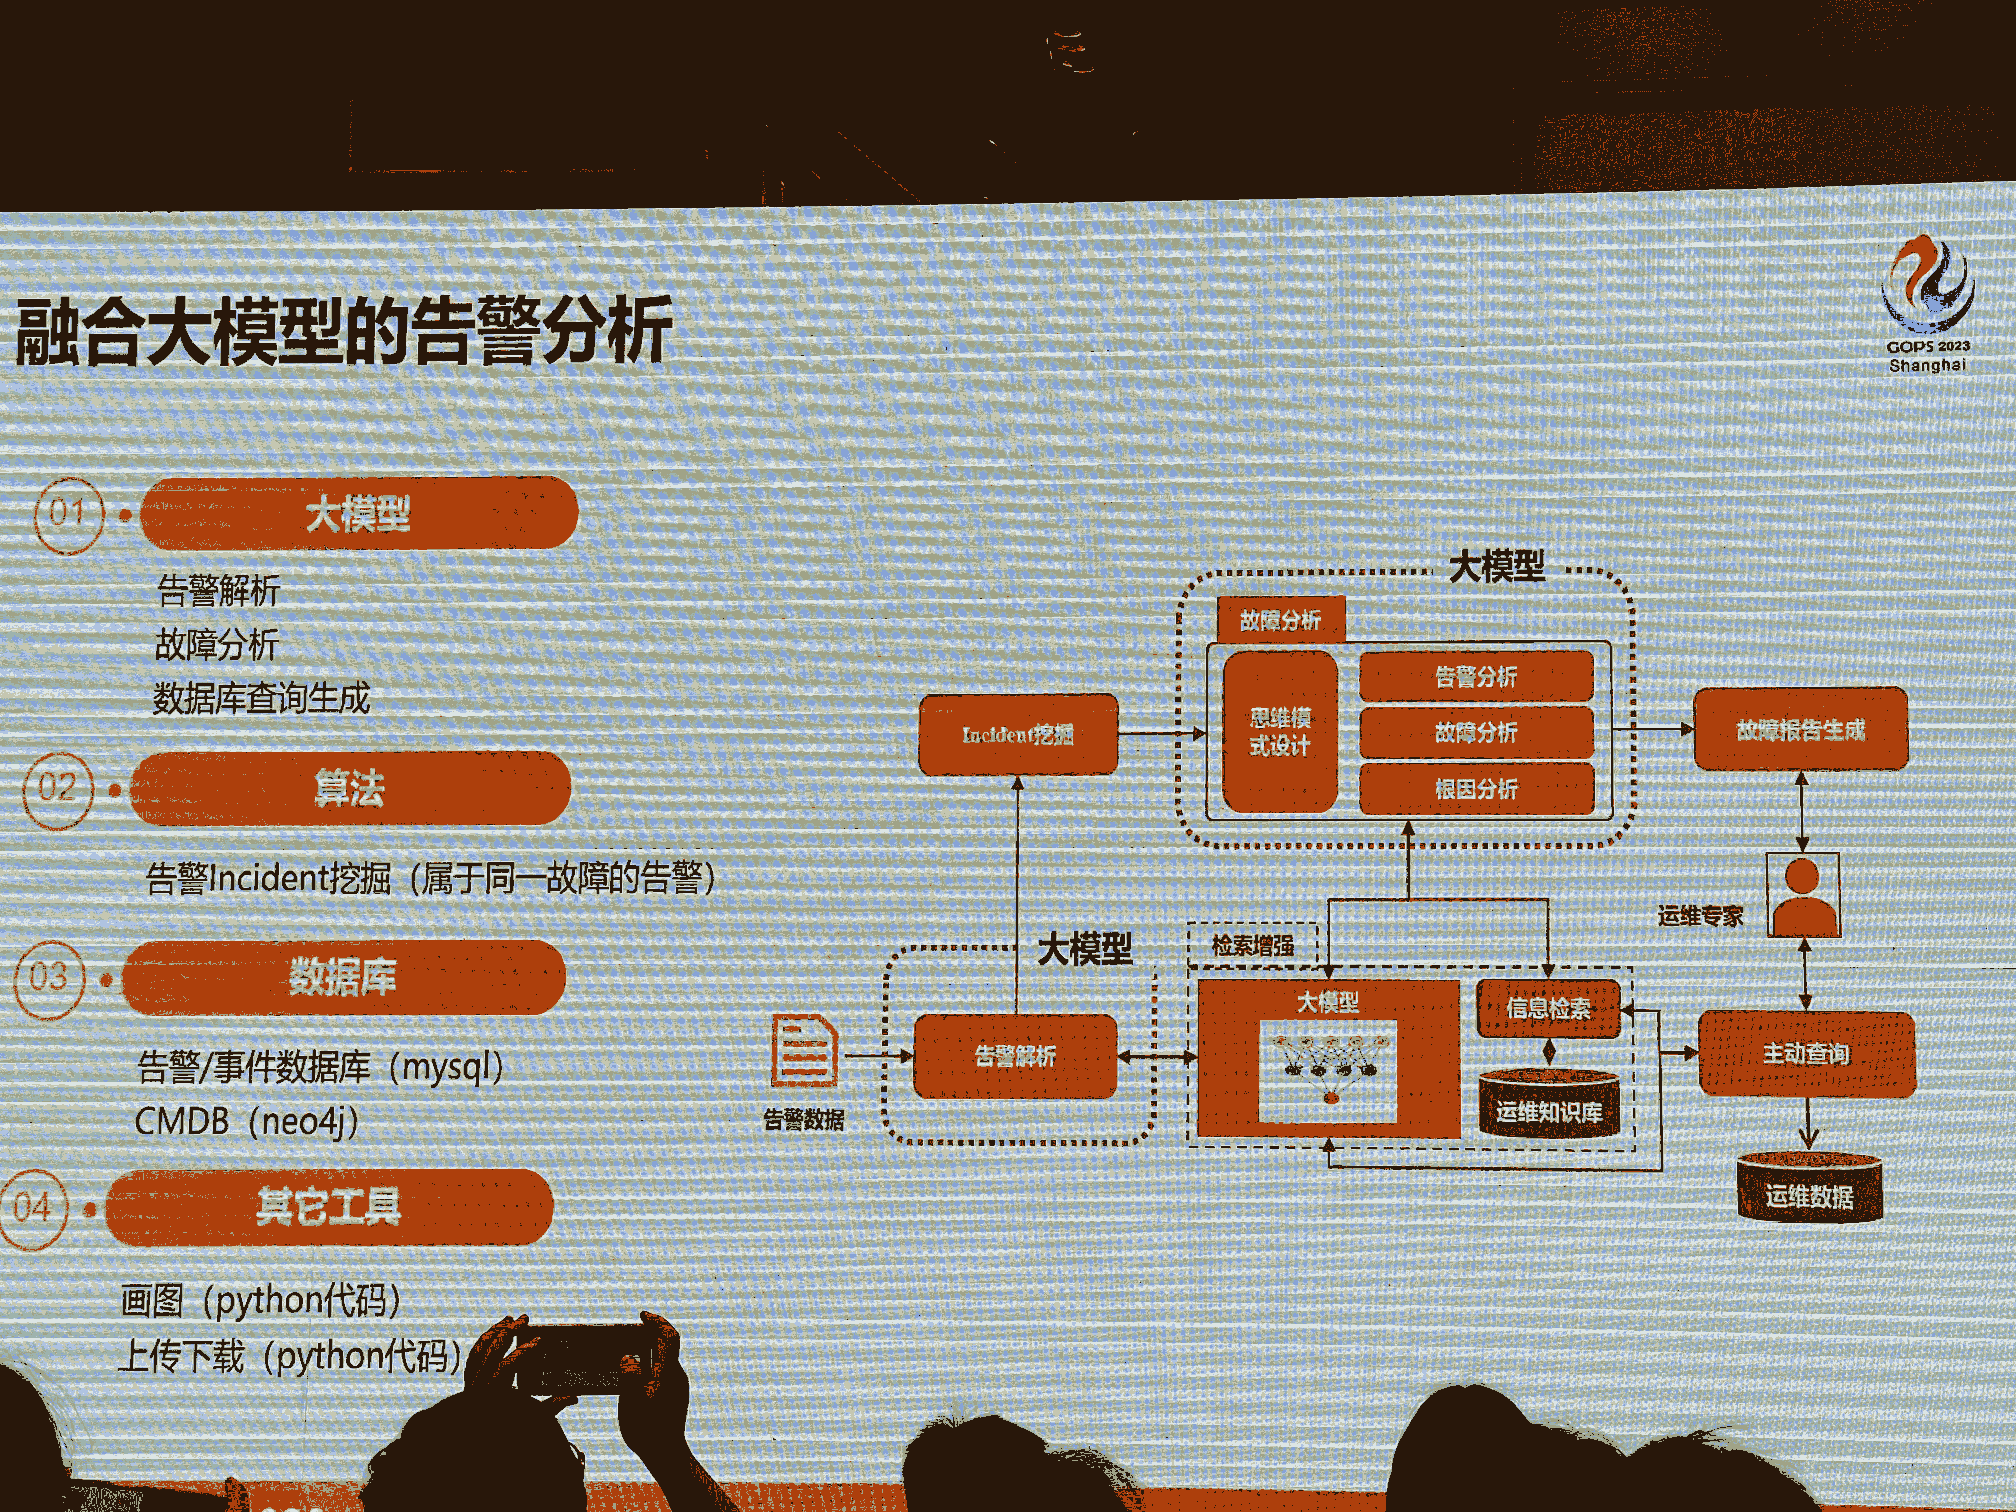 融合大模型的告警分析
GOPS 2023
Shanghai
01
大模型
告警解析
故障分析
数据库查询生成
02
算法
告警Incident挖掘（属于同一故障的告警）
03
数据库
告警/事件数据库（mysql）
CMDB（neo4j）
04
其它工具
画图（python代码）
上传下载（python代码）
大模型
故障分析
思维模
式设计
告警分析
故障分析
根因分析
Incident挖掘
故障报告生成
运维专家
大模型
检索增强
告警数据
告警解析
大模型
信息检索
运维知识库
主动查询
运维数据